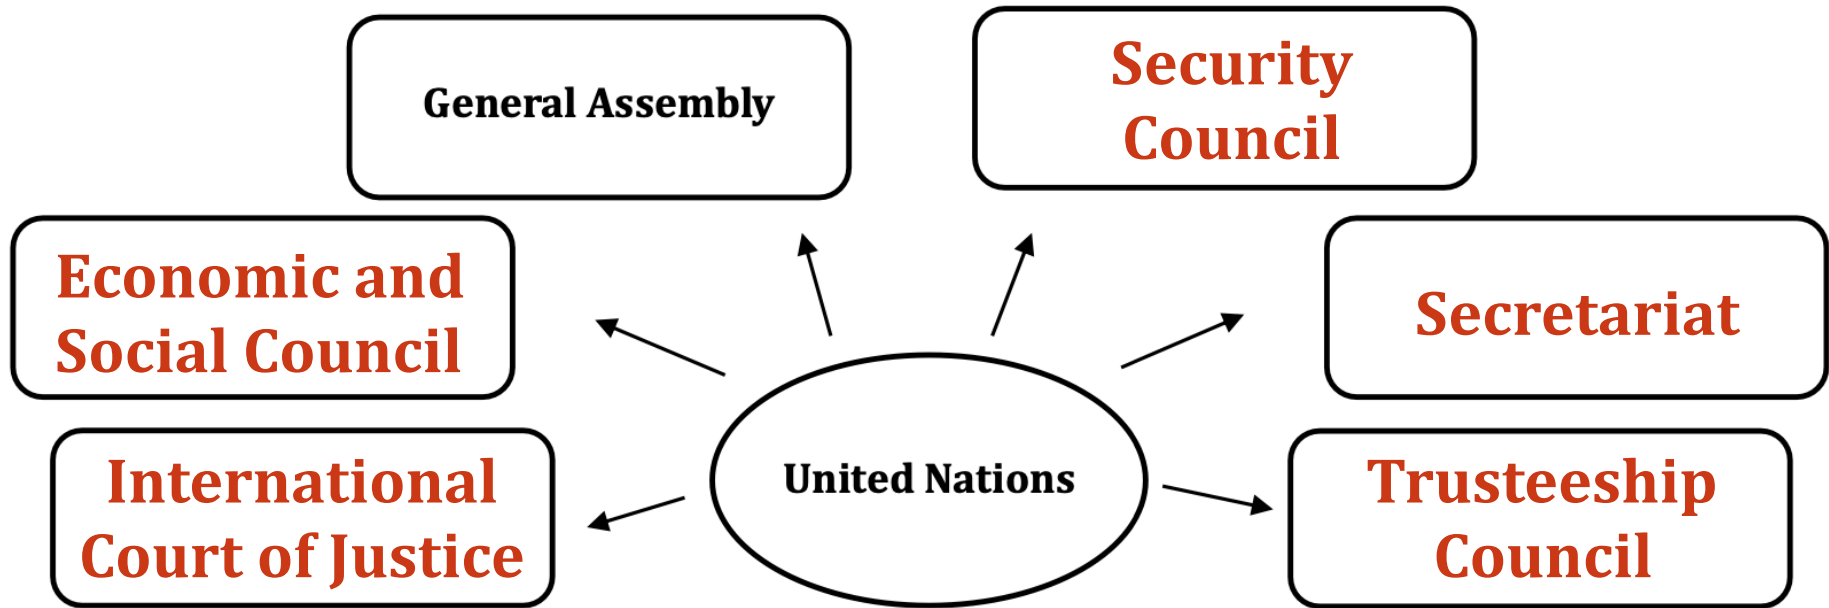 General Assembly
Security
Council
Economic and
Social Council
Secretariat
International
Court of Justice
United Nations
Trusteeship
Council